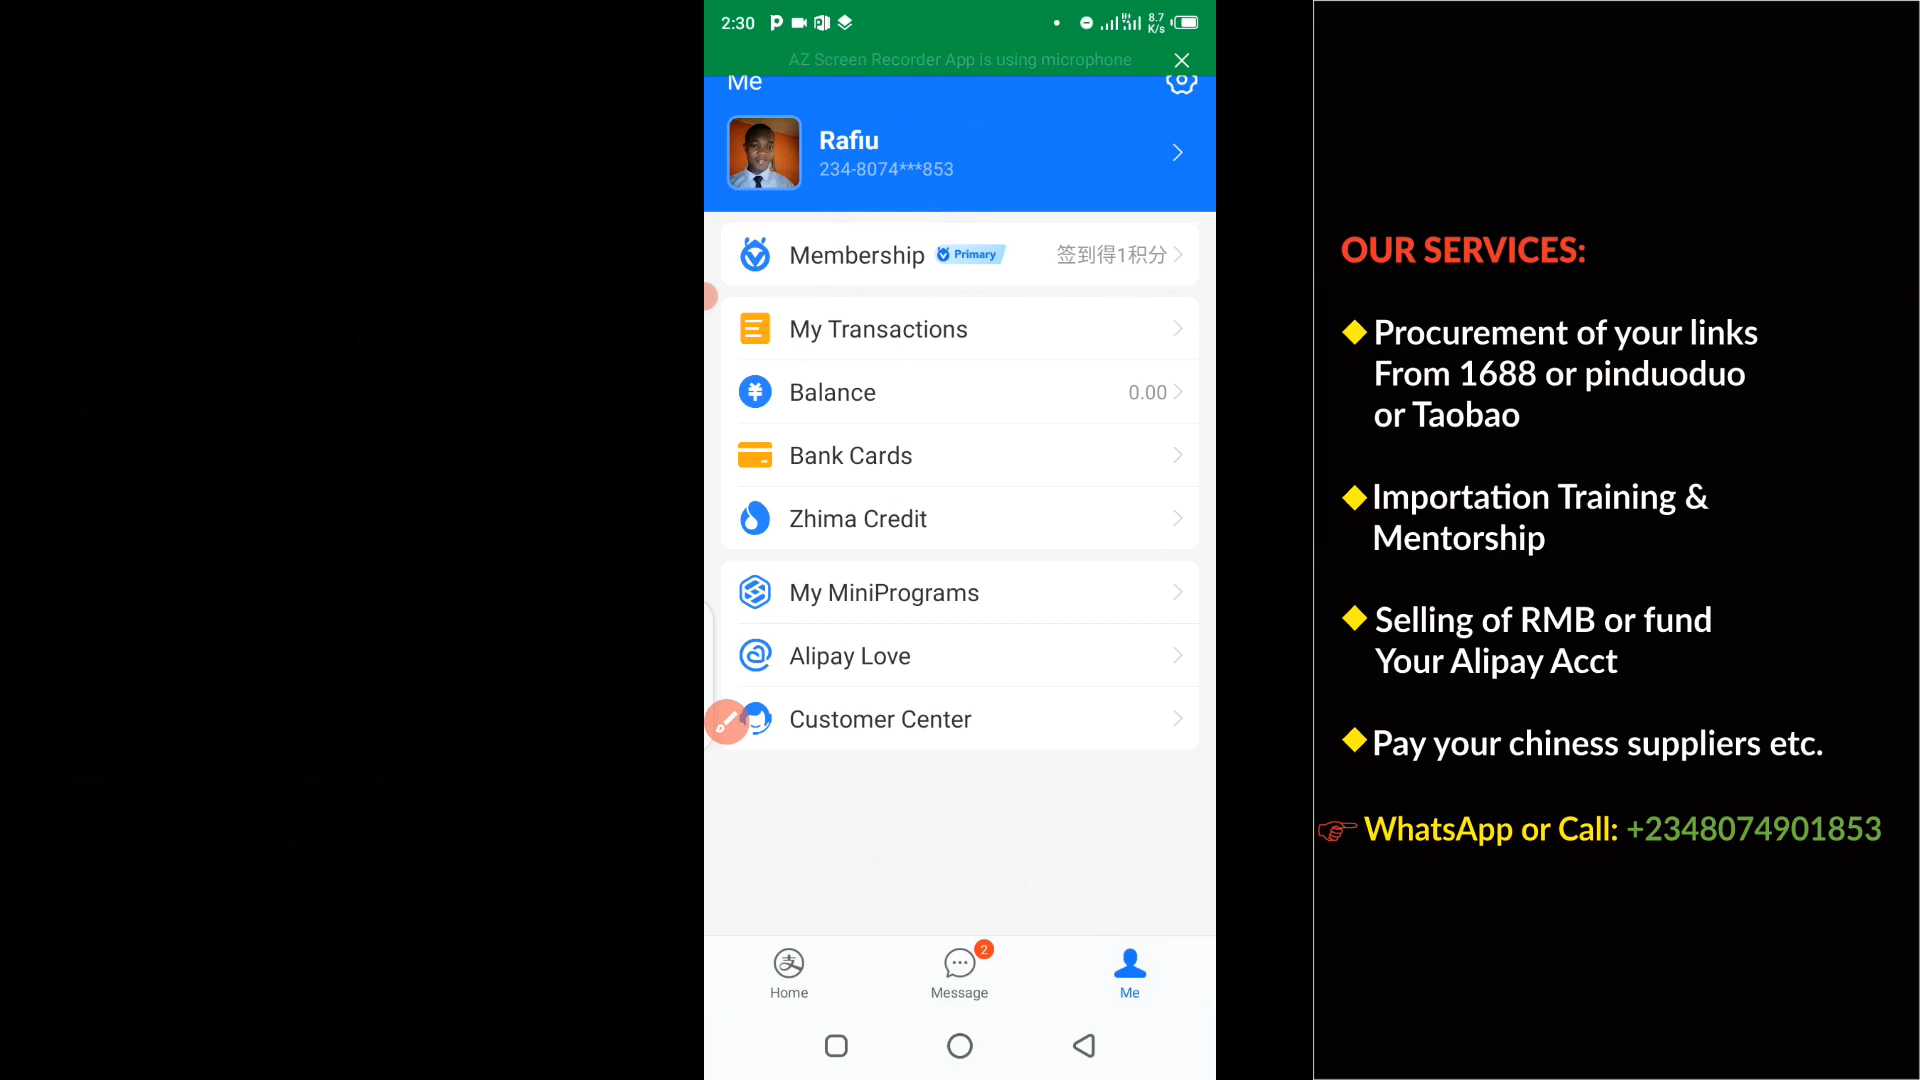 2:30
8.7
K/s
AZ Screen Recorder App is using microphone
Me
Rafiu
234-8074***853
Membership
Primary
签到得1积分
My Transactions
Balance
0.00
Bank Cards
Zhima Credit
My MiniPrograms
Alipay Love
Customer Center
2
Home
Message
Me
OUR SERVICES:
Procurement of your links
From 1688 or pinduoduo
or Taobao
Importation Training &
Mentorship
Selling of RMB or fund
Your Alipay Acct
Pay your chiness suppliers etc.
WhatsApp or Call: +2348074901853